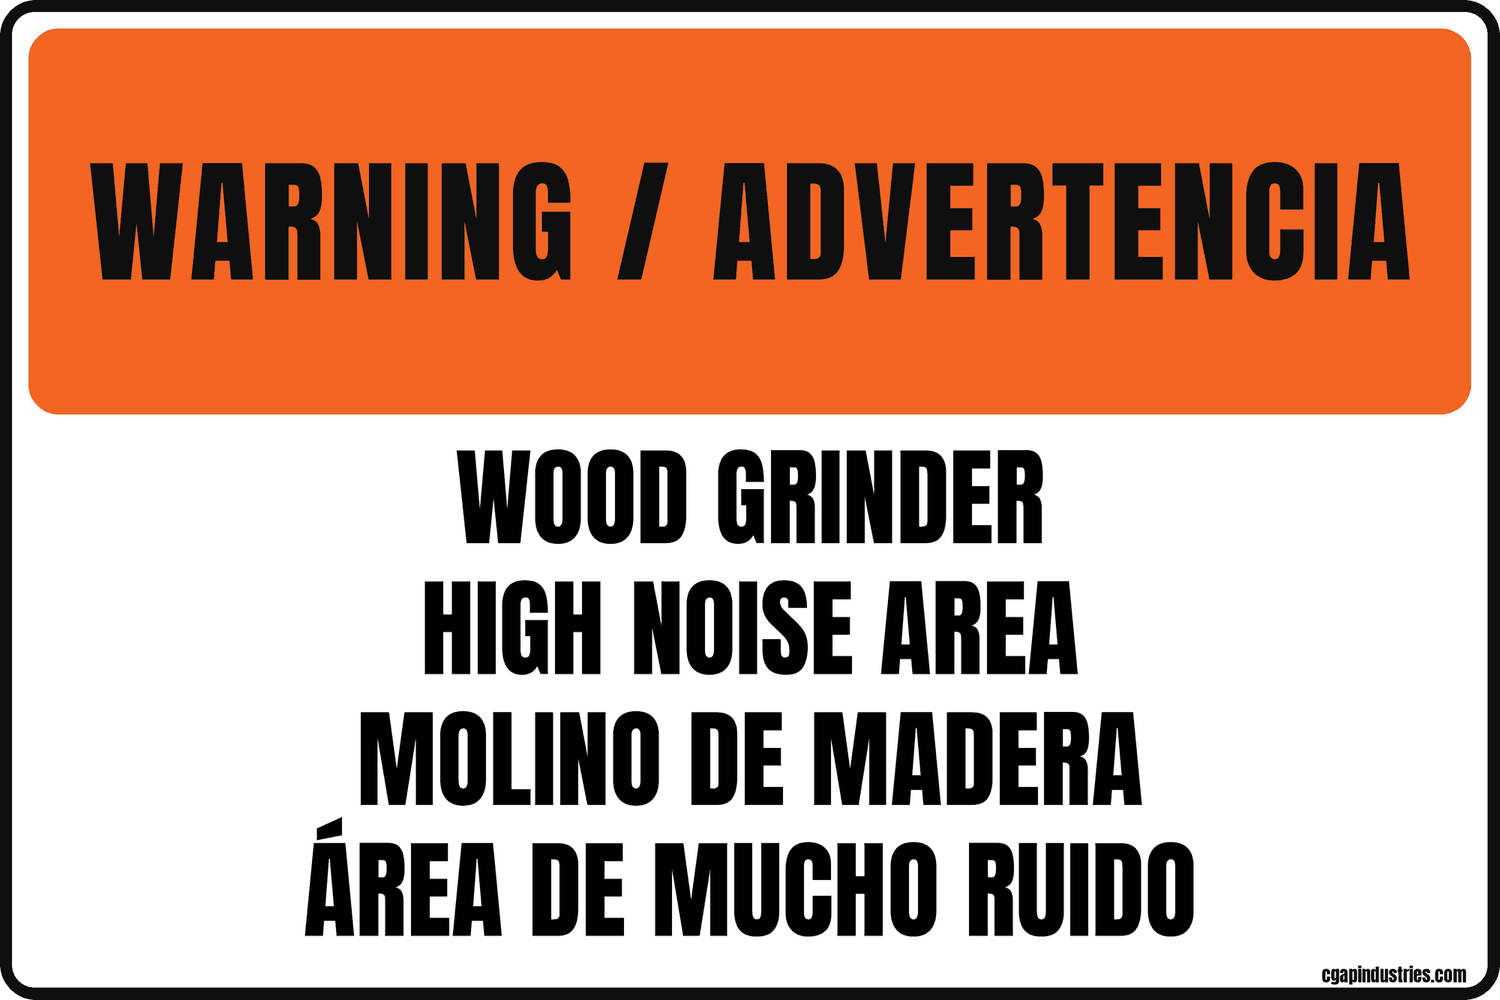 WARNING / ADVERTENCIA
WOOD GRINDER
HIGH NOISE AREA
MOLINO DE MADERA
ÁREA DE MUCHO RUIDO
cgapindustries.com